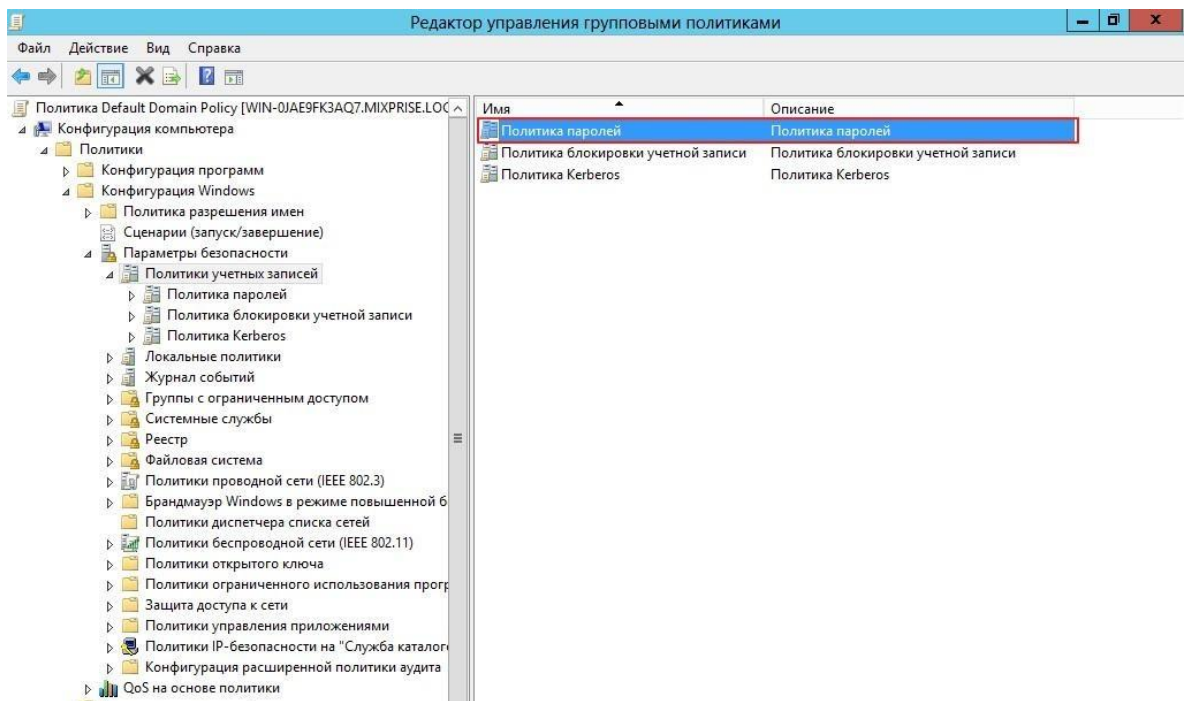 Редактор управления групповыми политиками
Файл Действие Вид Справка
Политика Default Domain Policy [WIN-0JAE9FK3AQ7.MIXPRISE.LOC
Конфигурация компьютера
Политики
Конфигурация программ
Конфигурация Windows
Политика разрешения имен
Сценарии (запуск/завершение)
Параметры безопасности
Политики учетных записей
Политика паролей
Политика блокировки учетной записи
Политика Kerberos
Локальные политики
Журнал событий
Группы с ограниченным доступом
Системные службы
Реестр
Файловая система
Политики проводной сети (IEEE 802.3)
Брандмауэр Windows в режиме повышенной б
Политики диспетчера списка сетей
Политики беспроводной сети (IEEE 802.11)
Политики открытого ключа
Политики ограниченного использования прогр
Защита доступа к сети
Политики управления приложениями
Политики IP-безопасности на "Служба каталого
Конфигурация расширенной политики аудита
QoS на основе политики
Имя Описание
Политика паролей Политика паролей
Политика блокировки учетной записи Политика блокировки учетной записи
Политика Kerberos Политика Kerberos